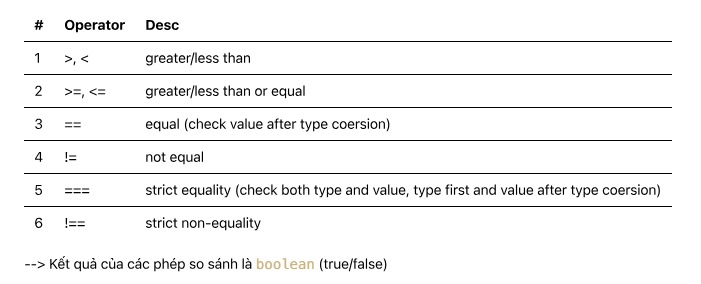 # Operator Desc
1 >, < greater/less than
2 >=, <= greater/less than or equal
3 == equal (check value after type coersion)
4 != not equal
5 === strict equality (check both type and value, type first and value after type coersion)
6 !== strict non-equality
--> Kết quả của các phép so sánh là boolean (true/false)